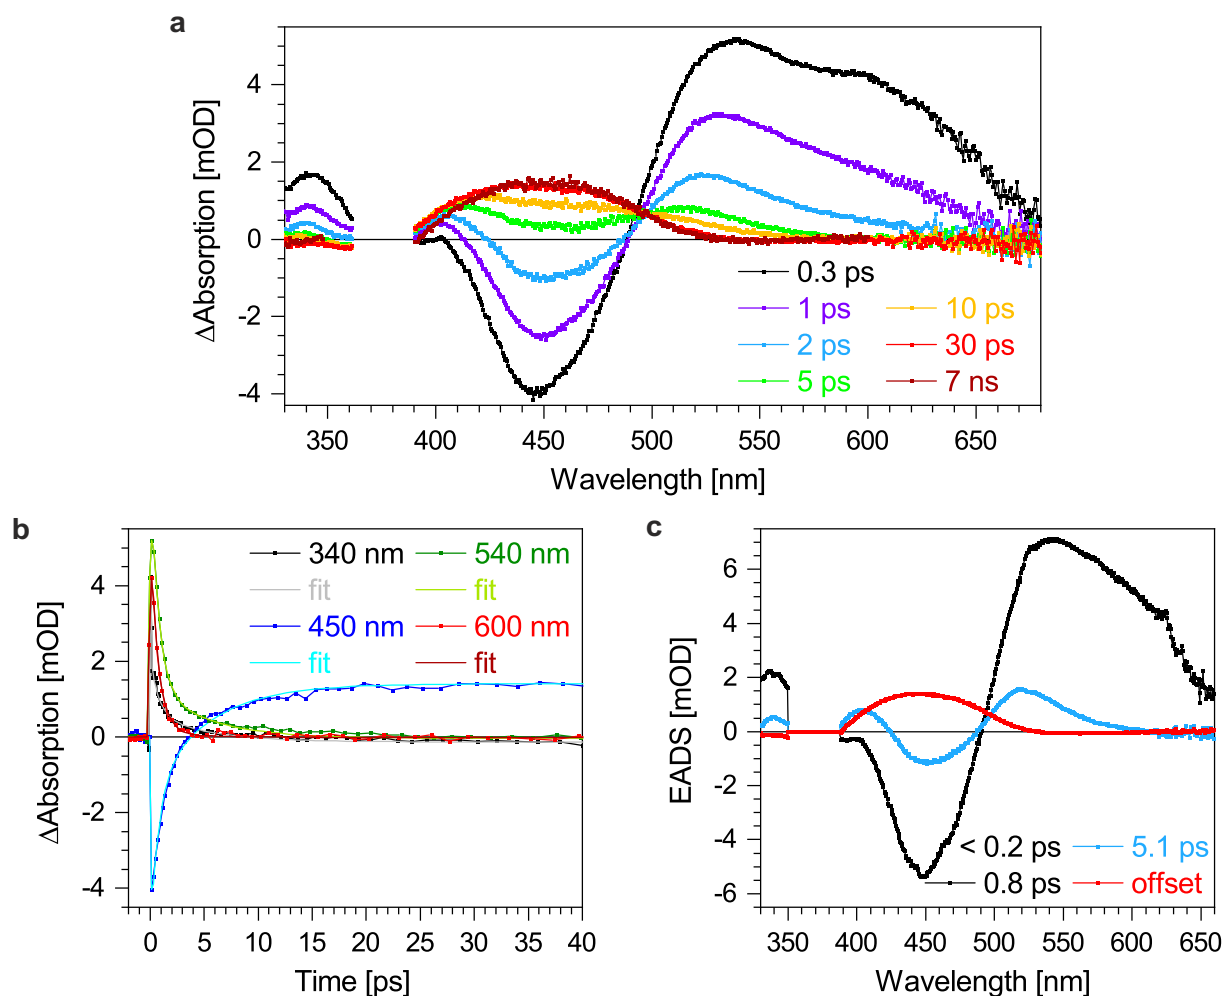 a
ΔAbsorption [mOD]
4
2
0
-2
-4
0.3 ps
1 ps
10 ps
2 ps
30 ps
5 ps
7 ns
350
400
450
500
550
600
650
Wavelength [nm]
b
ΔAbsorption [mOD]
4
2
0
-2
-4
340 nm
540 nm
fit
fit
450 nm
600 nm
fit
fit
0
5
10
15
20
25
30
35
40
Time [ps]
c
EADS [mOD]
6
4
2
0
-2
-4
-6
< 0.2 ps
5.1 ps
0.8 ps
offset
350
400
450
500
550
600
650
Wavelength [nm]